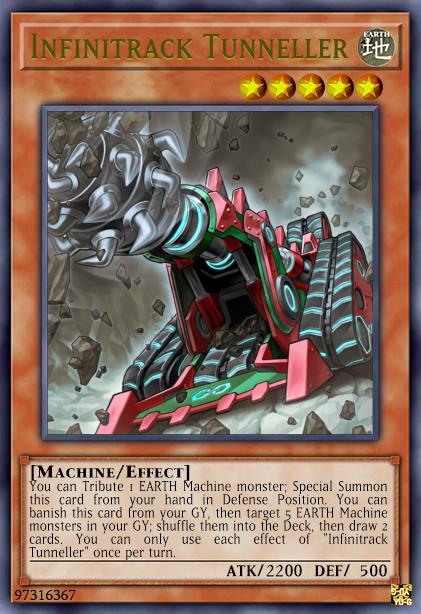 INFINITRACK TUNNELLER
EARTH
地
[MACHINE/EFFECT]
You can Tribute 1 EARTH Machine monster; Special Summon
this card from your hand in Defense Position. You can
banish this card from your GY, then target 5 EARTH Machine
monsters in your GY; shuffle them into the Deck, then draw 2
cards. You can only use each effect of "Infinitrack
Tunneller" once per turn.
ATK/2200 DEF/ 500
97316367